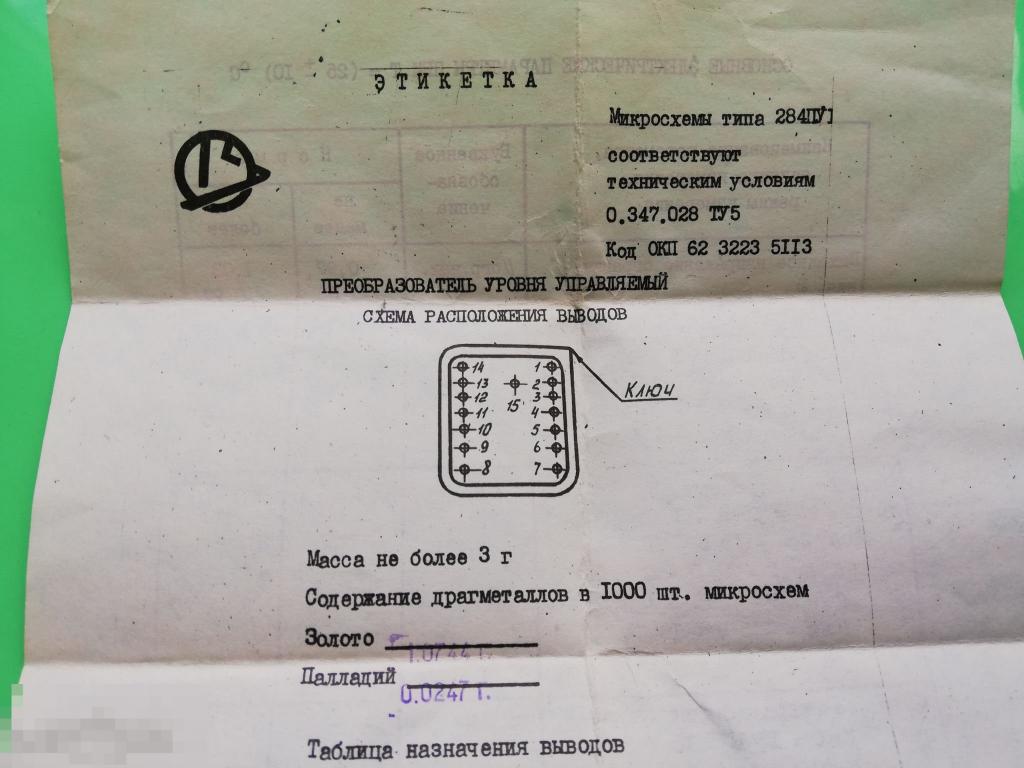 ЭТИКЕТКА
Микросхемы типа 284ПУ1
соответствуют
техническим условиям
0.347.028 ТУ5
Код ОКП 62 3223 5II3
ПРЕОБРАЗОВАТЕЛЬ УРОВНЯ УПРАВЛЯЕМЫЙ
СХЕМА РАСПОЛОЖЕНИЯ ВЫВОДОВ
14 1
13 2
12 3
15
11 4
10 5
9 6
8 7
Ключ
Масса не более 3 г
Содержание драгметаллов в I000 шт. микросхем
Золото 1.0744 г.
Палладий 0.0247 г.
Таблица назначения выводов